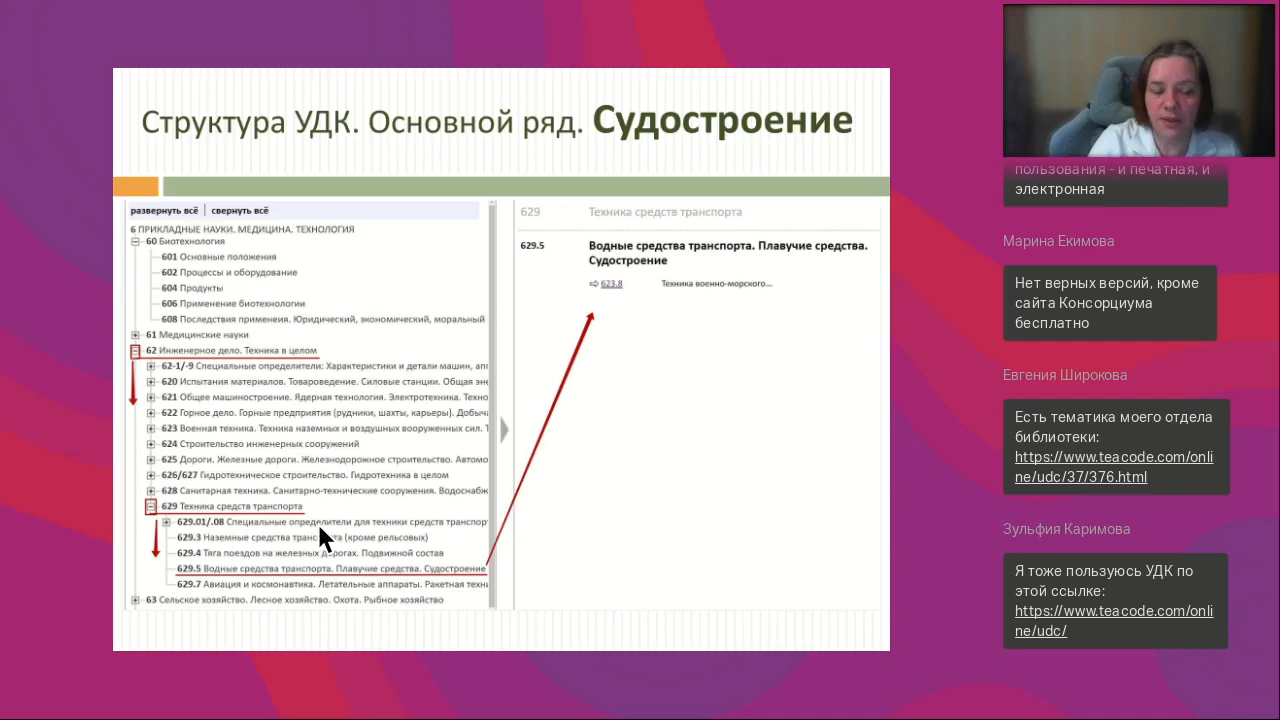 Структура УДК. Основной ряд. Судостроение
развернуть всё | свернуть всё
6 ПРИКЛАДНЫЕ НАУКИ. МЕДИЦИНА. ТЕХНОЛОГИЯ
60 Биотехнология
601 Основные положения
602 Процессы и оборудование
604 Продукты
606 Применение биотехнологии
608 Последствия применеия. Юридический, экономический, моральный
61 Медицинские науки
62 Инженерное дело. Техника в целом
62-1/-9 Специальные определители: Характеристики и детали машин, апп
620 Испытания материалов. Товароведение. Силовые станции. Общая эне
621 Общее машиностроение. Ядерная технология. Электротехника. Техно
622 Горное дело. Горные предприятия (рудники, шахты, карьеры). Добыча
623 Военная техника. Техника наземных и воздушных вооруженных сил. Т
624 Строительство инженерных сооружений
625 Дороги. Железные дороги. Железнодорожное строительство. Автомо
626/627 Гидротехническое строительство. Гидротехника в целом
628 Санитарная техника. Санитарно-технические сооружения. Водоснабж
629 Техника средств транспорта
629.01/.08 Специальные определители для техники средств транспорт
629.3 Наземные средства транспорта (кроме рельсовых)
629.4 Тяга поездов на железных дорогах. Подвижной состав
629.5 Водные средства транспорта. Плавучие средства. Судостроение
629.7 Авиация и космонавтика. Летательные аппараты. Ракетная техни
63 Сельское хозяйство. Лесное хозяйство. Охота. Рыбное хозяйство
629 Техника средств транспорта
629.5 Водные средства транспорта. Плавучие средства.
Судостроение
⇨ 623.8 Техника военно-морского...
пользования - и печатная, и
электронная
Марина Екимова
Нет верных версий, кроме
сайта Консорциума
бесплатно
Евгения Широкова
Есть тематика моего отдела
библиотеки:
https://www.teacode.com/onli
ne/udc/37/376.html
Зульфия Каримова
Я тоже пользуюсь УДК по
этой ссылке:
https://www.teacode.com/onli
ne/udc/